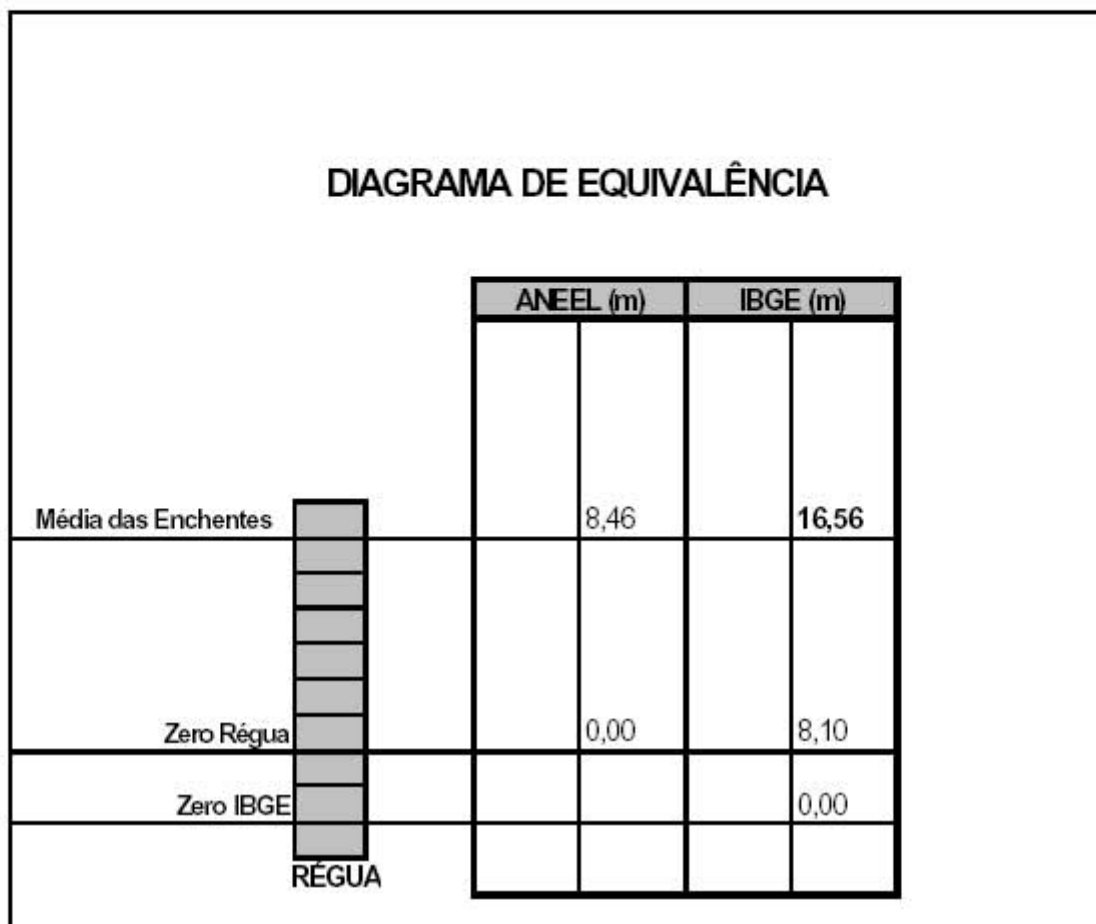 DIAGRAMA DE EQUIVALÊNCIA
ANEEL (m) IBGE (m)
Média das Enchentes 8,46 16,56
Zero Régua 0,00 8,10
Zero IBGE 0,00
RÉGUA